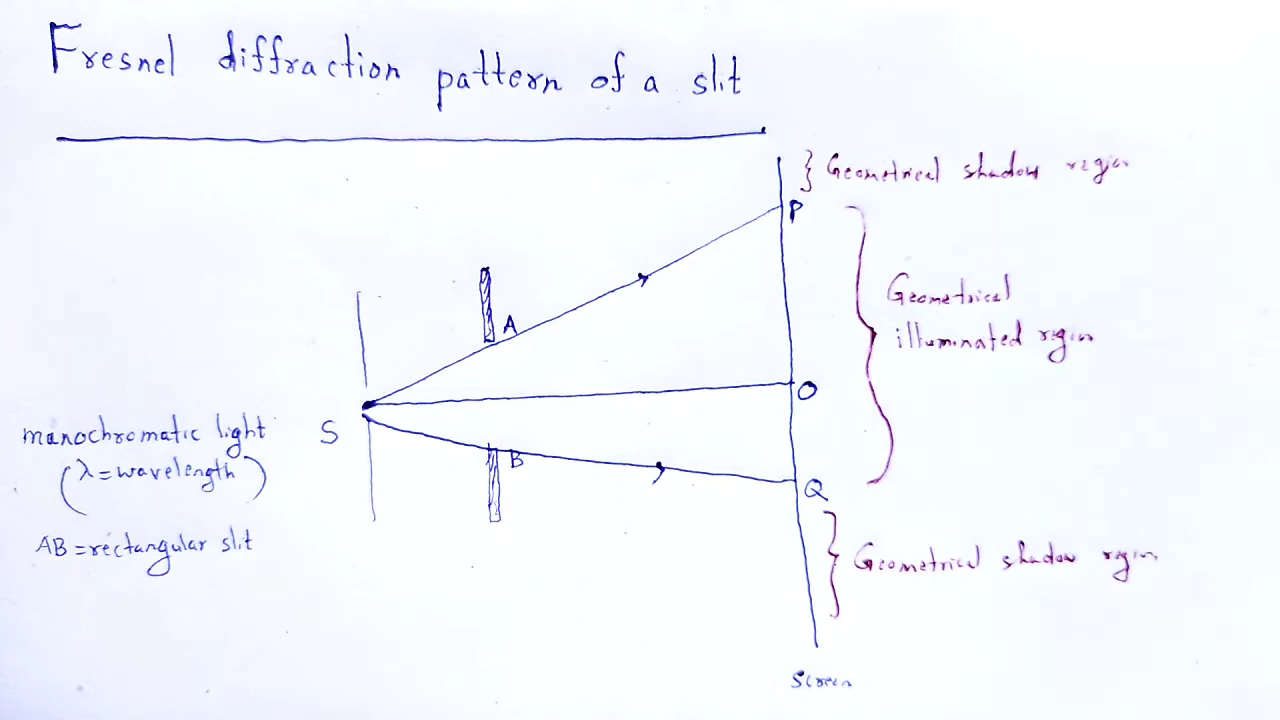 Fresnel diffraction pattern of a slit
} Geometrical shadow region
P
Geometrical
illuminated region
A
O
manochromatic light
S
(λ = wavelength)
B
Q
AB = rectangular slit
Geometrical shadow region
Screen